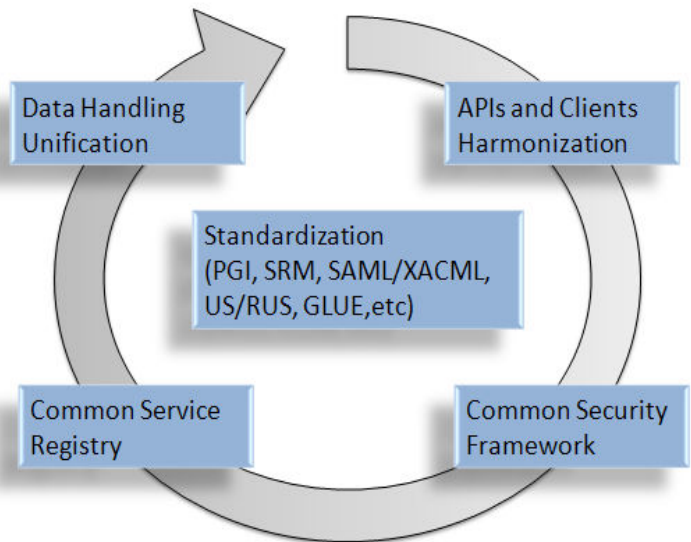 Data Handling
Unification
APIs and Clients
Harmonization
Standardization
(PGI, SRM, SAML/XACML,
US/RUS, GLUE,etc)
Common Service
Registry
Common Security
Framework